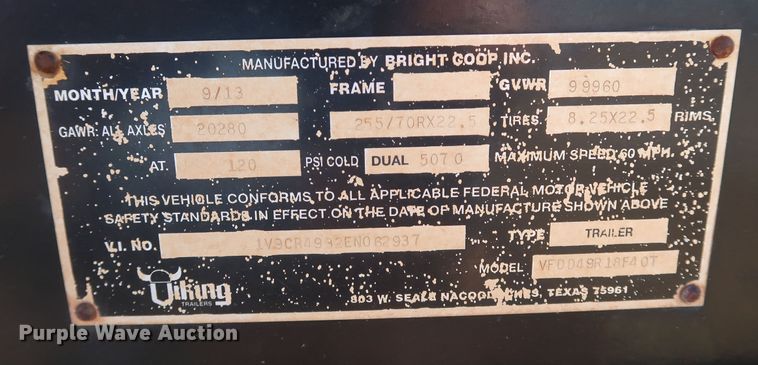 MANUFACTURED BY BRIGHT COOP INC.
MONTH/YEAR 9/13 FRAME GVWR 99960
GAWR: ALL AXLES 20280 255/70RX22.5 TIRES 8.25X22.5 RIMS
AT. 120 PSI COLD DUAL 5070 MAXIMUM SPEED 60 MPH.
THIS VEHICLE CONFORMS TO ALL APPLICABLE FEDERAL MOTOR VEHICLE
SAFETY STANDARDS IN EFFECT ON THE DATE OF MANUFACTURE SHOWN ABOVE
V.I. NO. TYPE TRAILER
MODEL
Viking
TRAILERS
803 W. SEALE NACOGDOCHES, TEXAS 75961
Purple Wave Auction